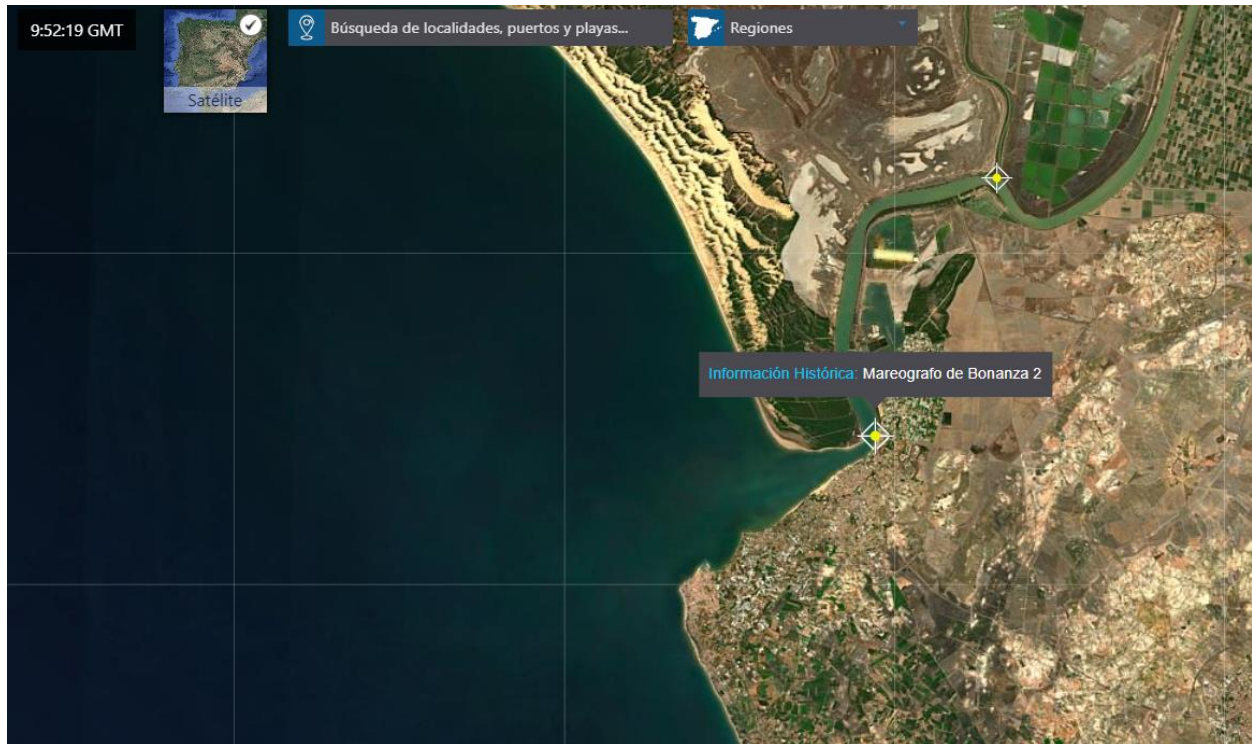 9:52:19 GMT
Satélite
Búsqueda de localidades, puertos y playas...
Regiones
Información Histórica: Mareografo de Bonanza 2